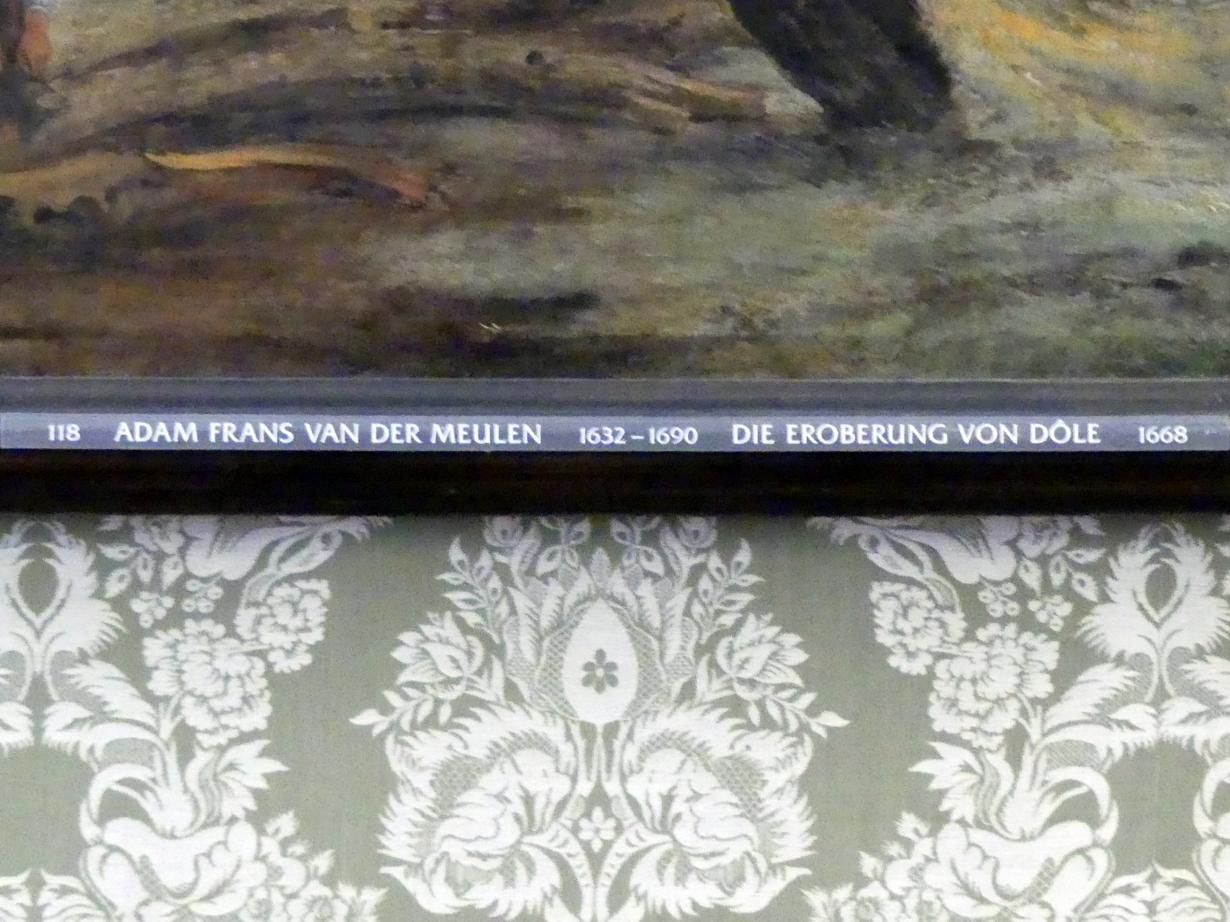 118 ADAM FRANS VAN DER MEULEN 1632–1690 DIE EROBERUNG VON DÔLE 1668